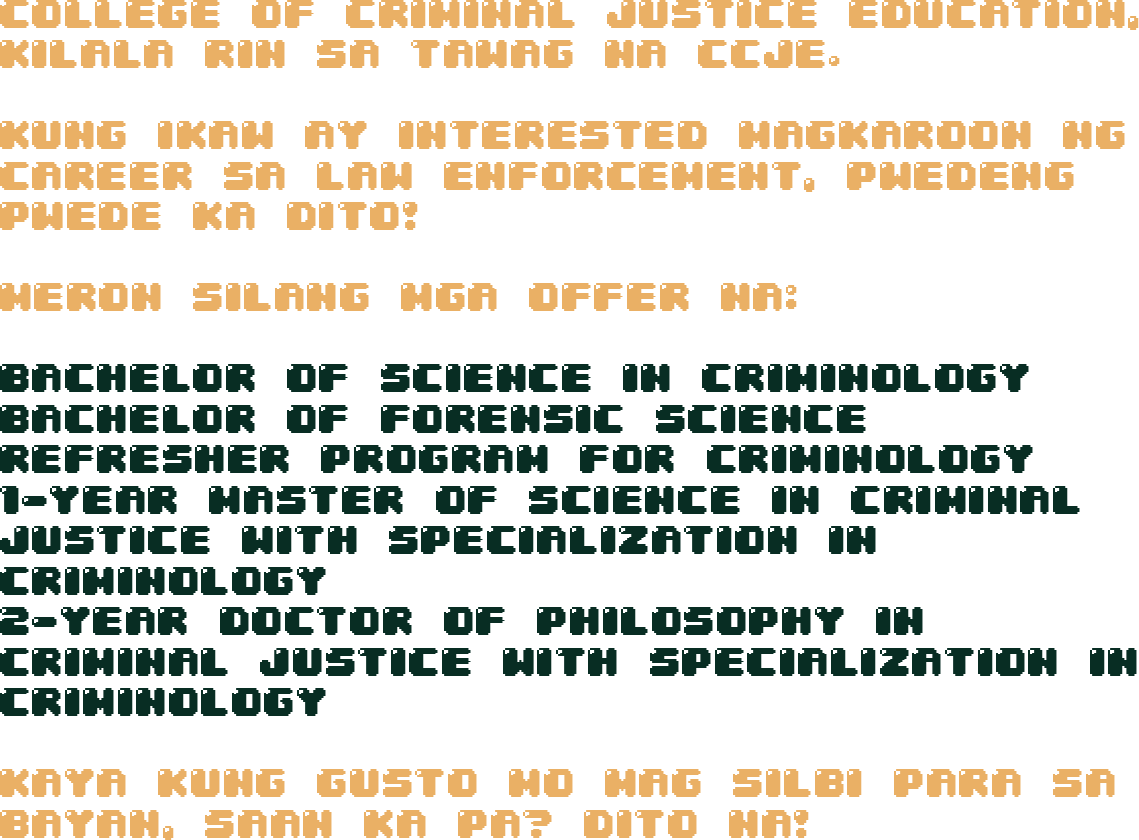 COLLEGE OF CRIMINAL JUSTICE EDUCATION,
KILALA RIN SA TAWAG NA CCJE.
KUNG IKAW AY INTERESTED MAGKAROON NG
CAREER SA LAW ENFORCEMENT, PWEDENG
PWEDE KA DITO!
MERON SILANG MGA OFFER NA:
BACHELOR OF SCIENCE IN CRIMINOLOGY
BACHELOR OF FORENSIC SCIENCE
REFRESHER PROGRAM FOR CRIMINOLOGY
1-YEAR MASTER OF SCIENCE IN CRIMINAL
JUSTICE WITH SPECIALIZATION IN
CRIMINOLOGY
2-YEAR DOCTOR OF PHILOSOPHY IN
CRIMINAL JUSTICE WITH SPECIALIZATION IN
CRIMINOLOGY
KAYA KUNG GUSTO MO MAG SILBI PARA SA
BAYAN, SAAN KA PA? DITO NA!